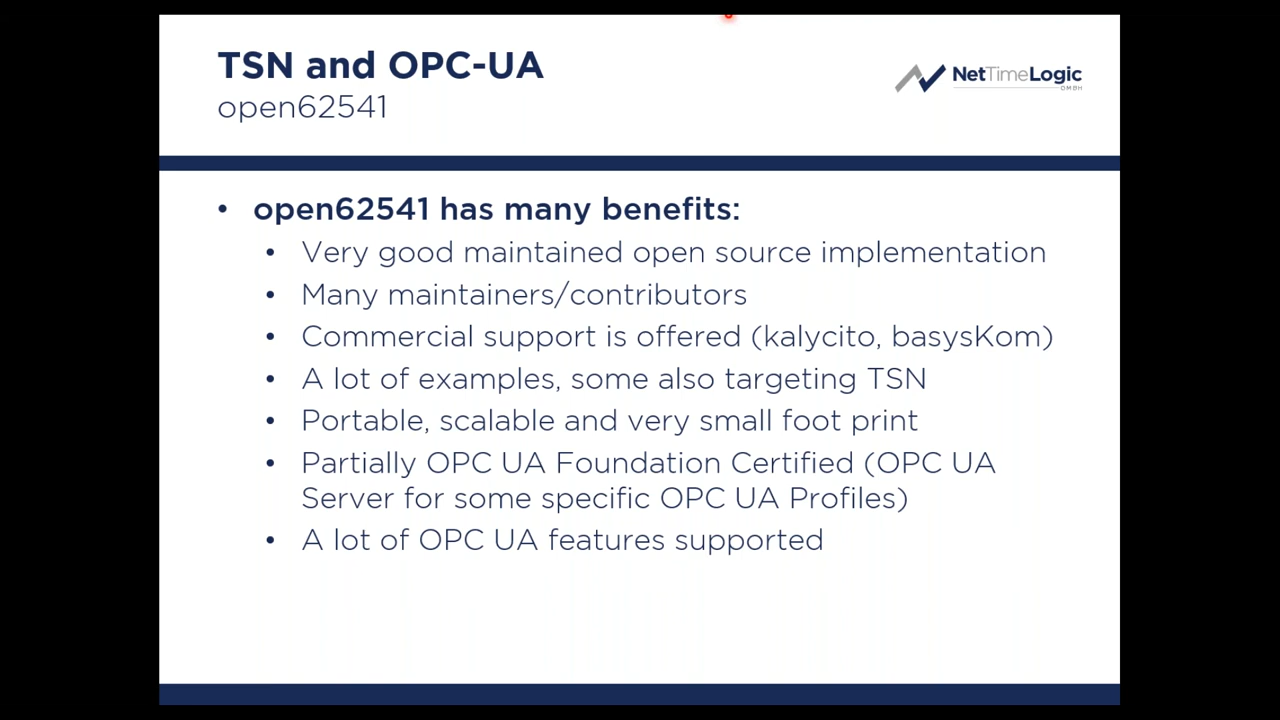 TSN and OPC-UA
open62541
NetTimeLogic
GMBH
• open62541 has many benefits:
• Very good maintained open source implementation
• Many maintainers/contributors
• Commercial support is offered (kalycito, basysKom)
• A lot of examples, some also targeting TSN
• Portable, scalable and very small foot print
• Partially OPC UA Foundation Certified (OPC UA
Server for some specific OPC UA Profiles)
• A lot of OPC UA features supported